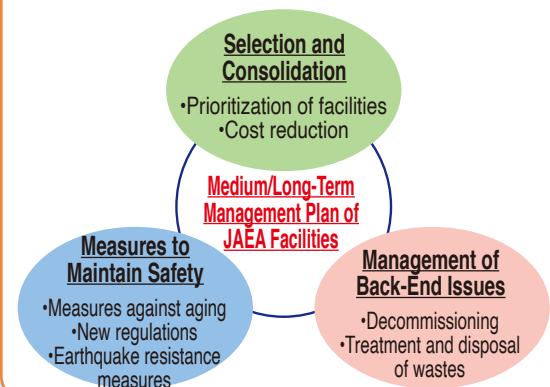 Selection and
Consolidation
•Prioritization of facilities
•Cost reduction
Medium/Long-Term
Management Plan of
JAEA Facilities
Measures to
Maintain Safety
•Measures against aging
•New regulations
•Earthquake resistance
measures
Management of
Back-End Issues
•Decommissioning
•Treatment and disposal
of wastes